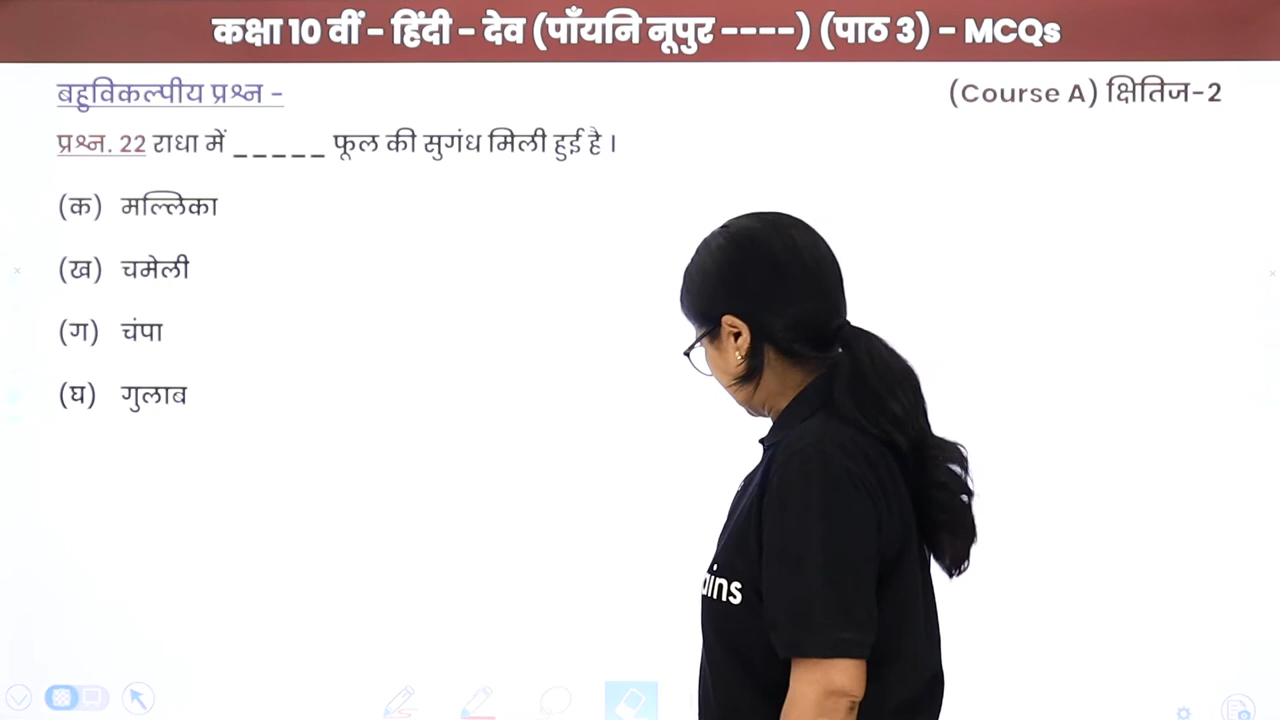 कक्षा 10 वीं - हिंदी - देव (पाँयनि नूपुर ----) (पाठ 3) - MCQs
बहुविकल्पीय प्रश्न -
(Course A) क्षितिज-2
प्रश्न. 22 राधा में _____ फूल की सुगंध मिली हुई है ।
(क) मल्लिका
(ख) चमेली
(ग) चंपा
(घ) गुलाब
ains